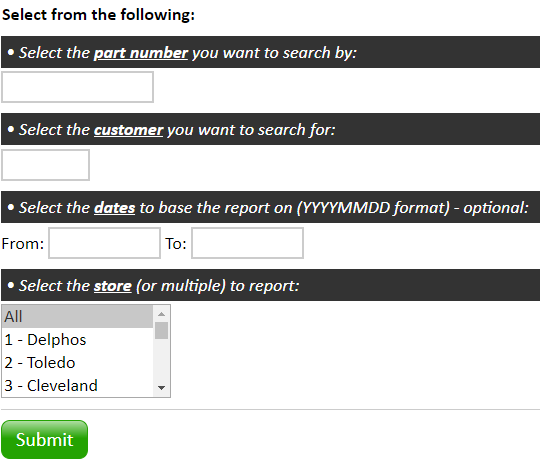 Select from the following:
• Select the part number you want to search by:
• Select the customer you want to search for:
• Select the dates to base the report on (YYYYMMDD format) - optional:
From: To:
• Select the store (or multiple) to report:
All
1 - Delphos
2 - Toledo
3 - Cleveland
Submit